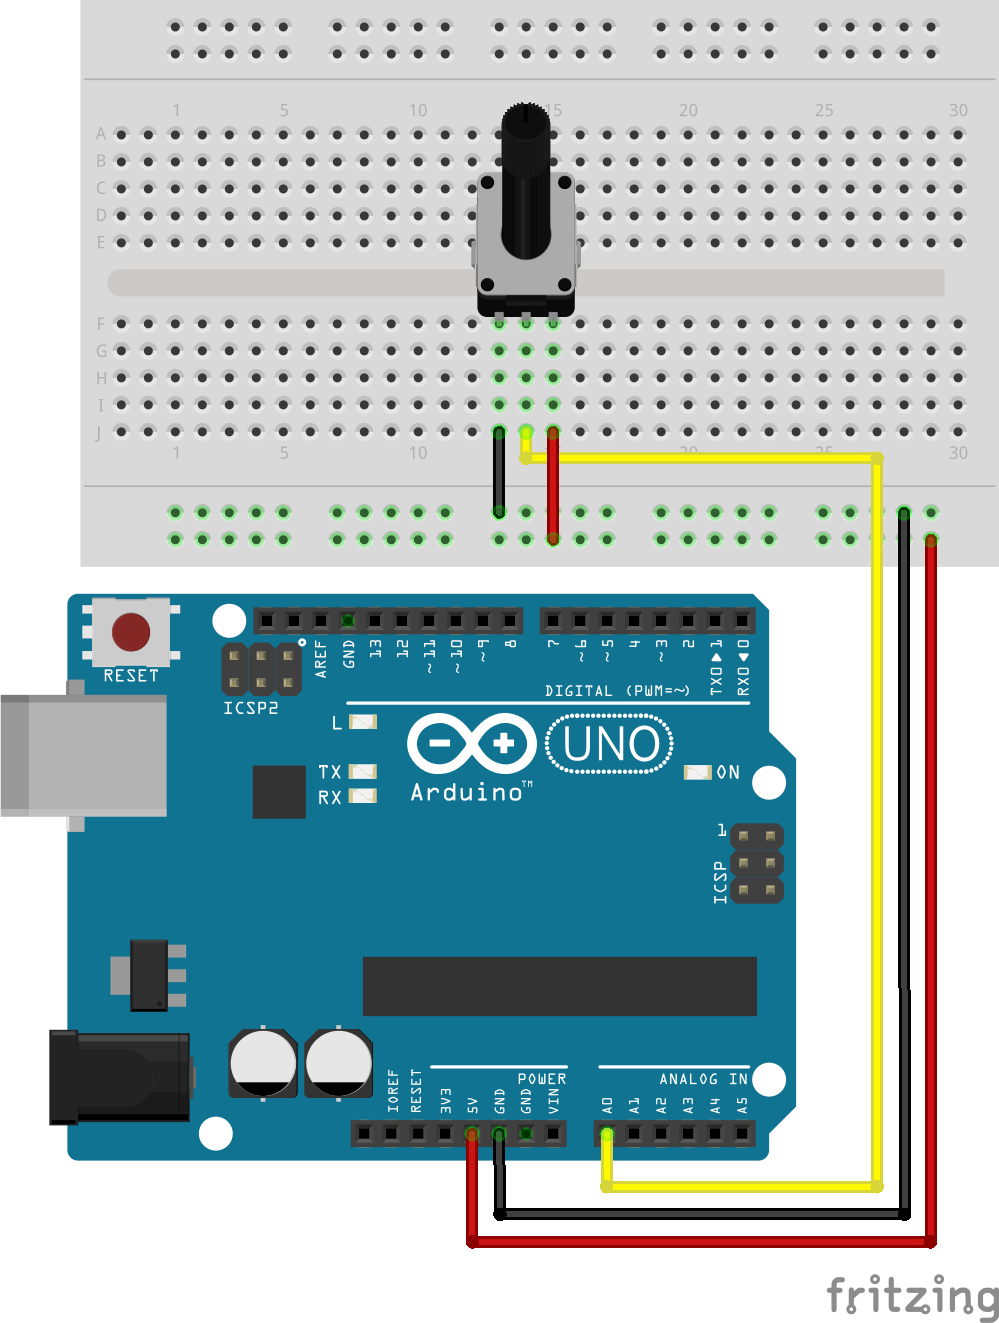 1 5 10 15 20 25 30
A
B
C
D
E
F
G
H
I
J
1 5 10 20 25 30
RESET
ICSP2
AREF
GND
13
12
~11
~10
~9
8
7
~6
~5
4
~3
2
TX0▶1
RX0◀0
DIGITAL (PWM=~)
L
TX
RX
UNO
Arduino™
ON
1
ICSP
IOREF
RESET
3V3
5V
GND
GND
VIN
POWER
ANALOG IN
A0
A1
A2
A3
A4
A5
fritzing